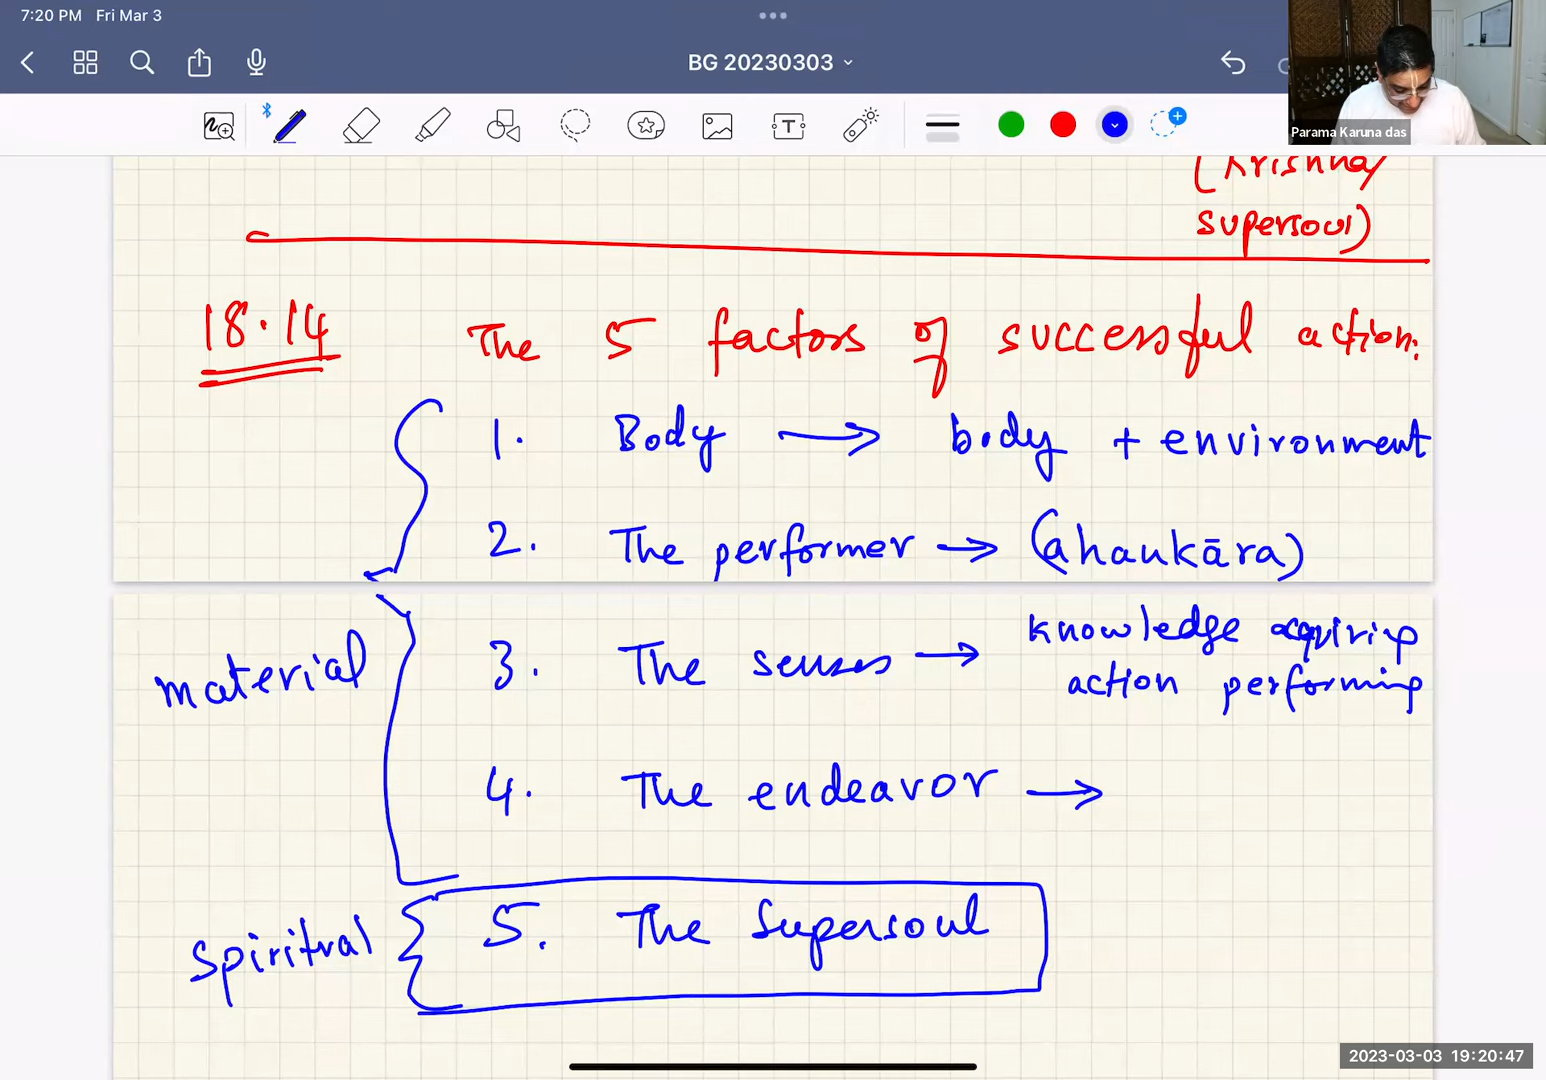 7:20 PM Fri Mar 3
BG 20230303
T
Parama Karuna das
(Krishna/
supersoul)
18.14 The 5 factors of successful action.
1. Body → body + environment
2. The performer → (ahaukāra)
material
3. The senses → knowledge acquiring
action performing
4. The endeavor →
spiritual
5. The Supersoul
2023-03-03 19:20:47